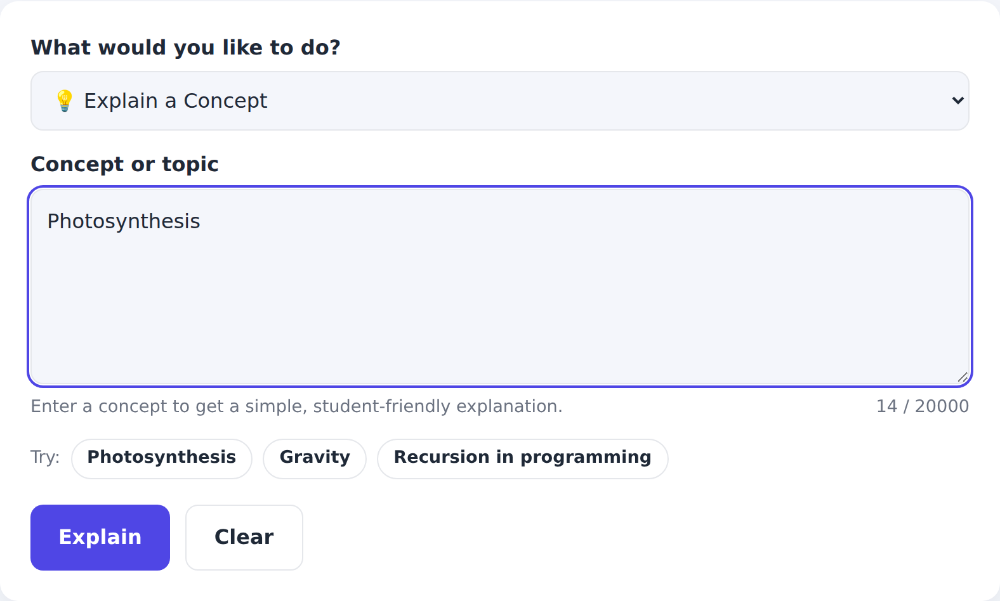 What would you like to do?
💡 Explain a Concept
Concept or topic
Photosynthesis
Enter a concept to get a simple, student-friendly explanation. 14 / 20000
Try: Photosynthesis Gravity Recursion in programming
Explain Clear